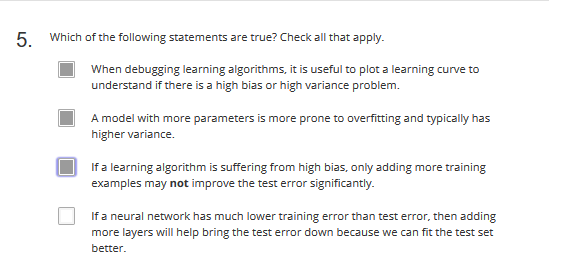 5. Which of the following statements are true? Check all that apply.
When debugging learning algorithms, it is useful to plot a learning curve to
understand if there is a high bias or high variance problem.
A model with more parameters is more prone to overfitting and typically has
higher variance.
If a learning algorithm is suffering from high bias, only adding more training
examples may not improve the test error significantly.
If a neural network has much lower training error than test error, then adding
more layers will help bring the test error down because we can fit the test set
better.